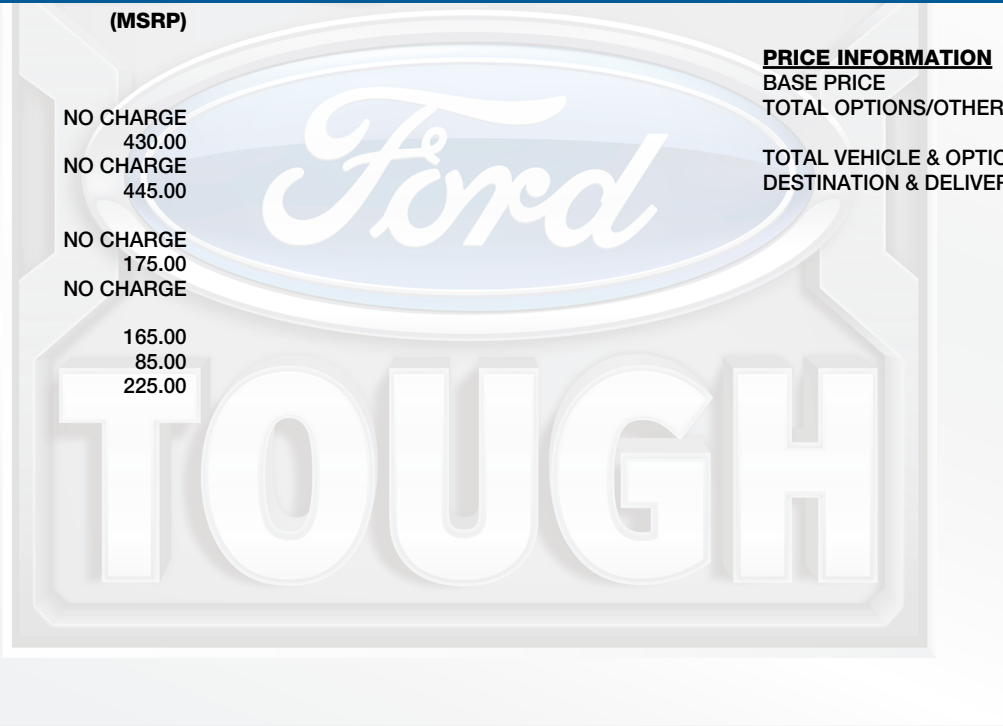 (MSRP)
NO CHARGE
430.00
NO CHARGE
445.00
NO CHARGE
175.00
NO CHARGE
165.00
85.00
225.00
PRICE INFORMATION
BASE PRICE
TOTAL OPTIONS/OTHER
TOTAL VEHICLE & OPTIO
DESTINATION & DELIVER
Ford
TOUGH